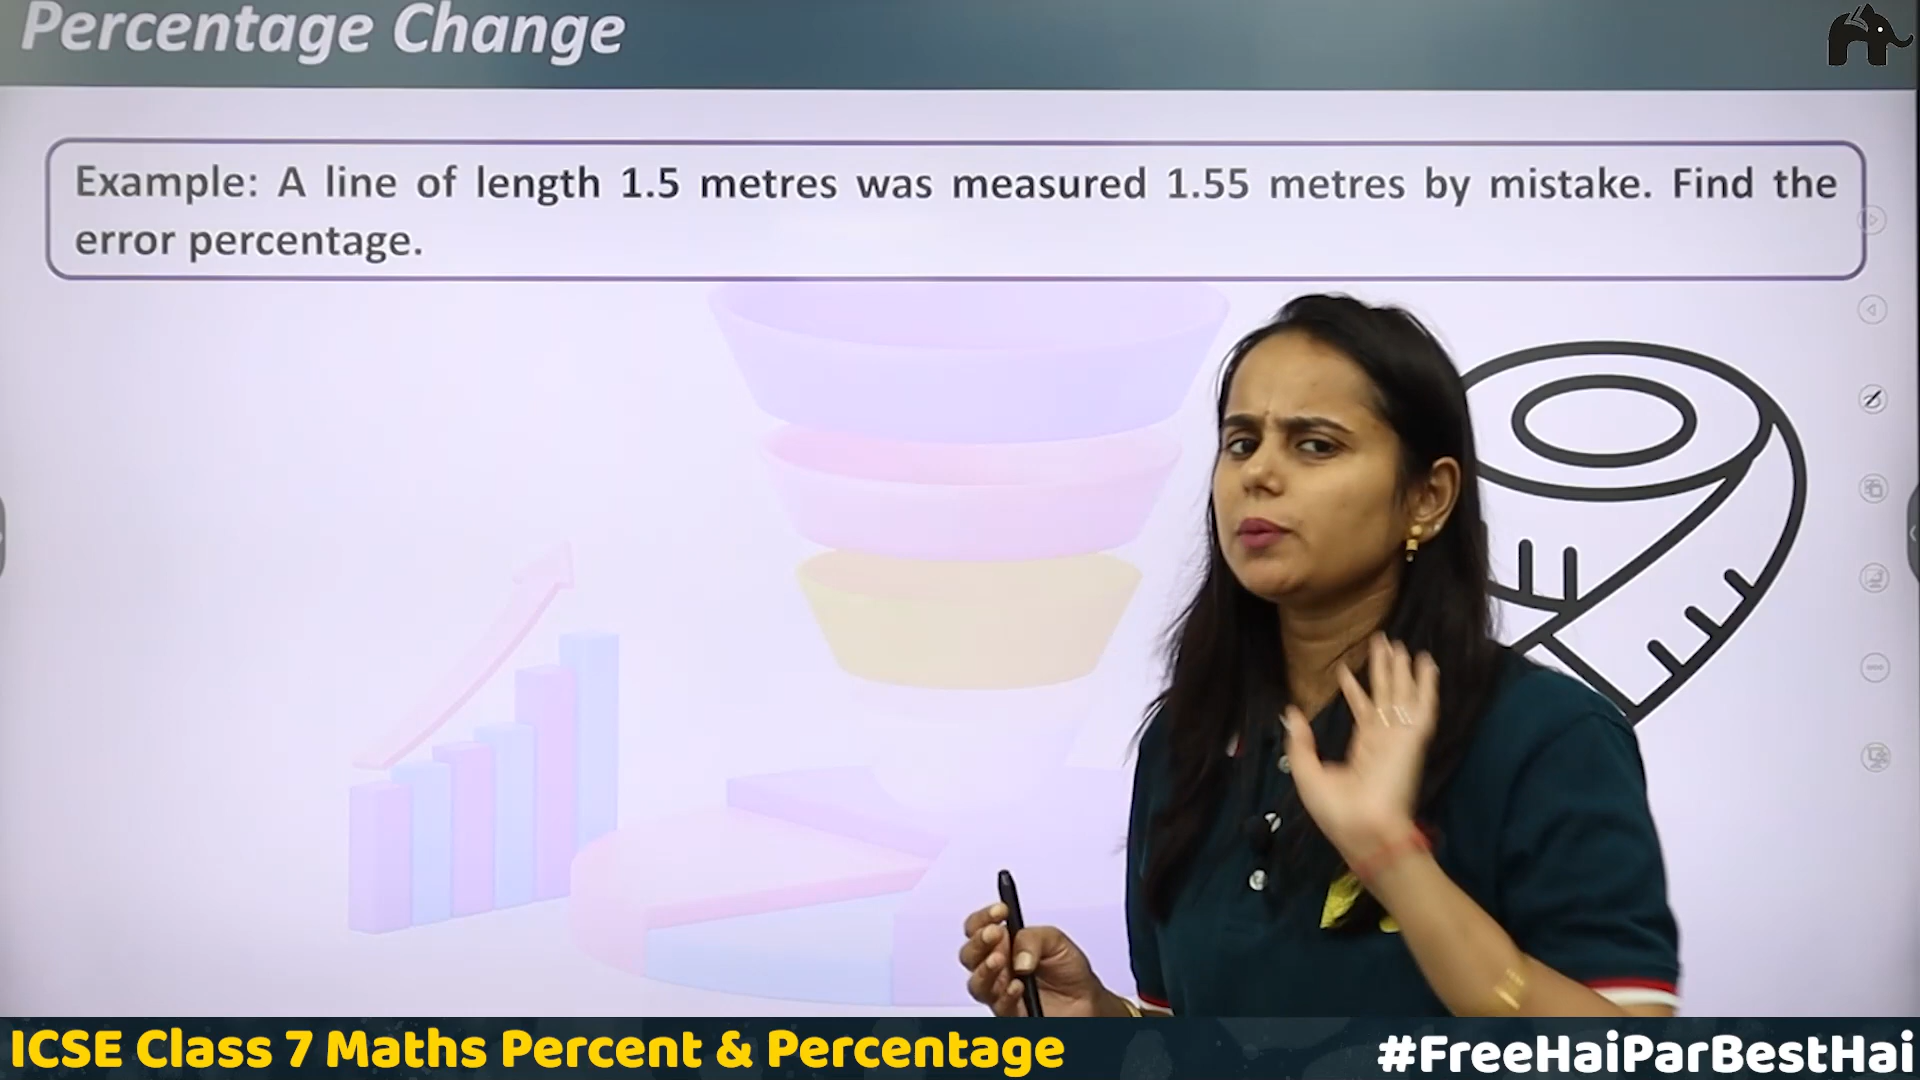 Percentage Change
Example: A line of length 1.5 metres was measured 1.55 metres by mistake. Find the
error percentage.
ICSE Class 7 Maths Percent & Percentage
#FreeHaiParBestHai